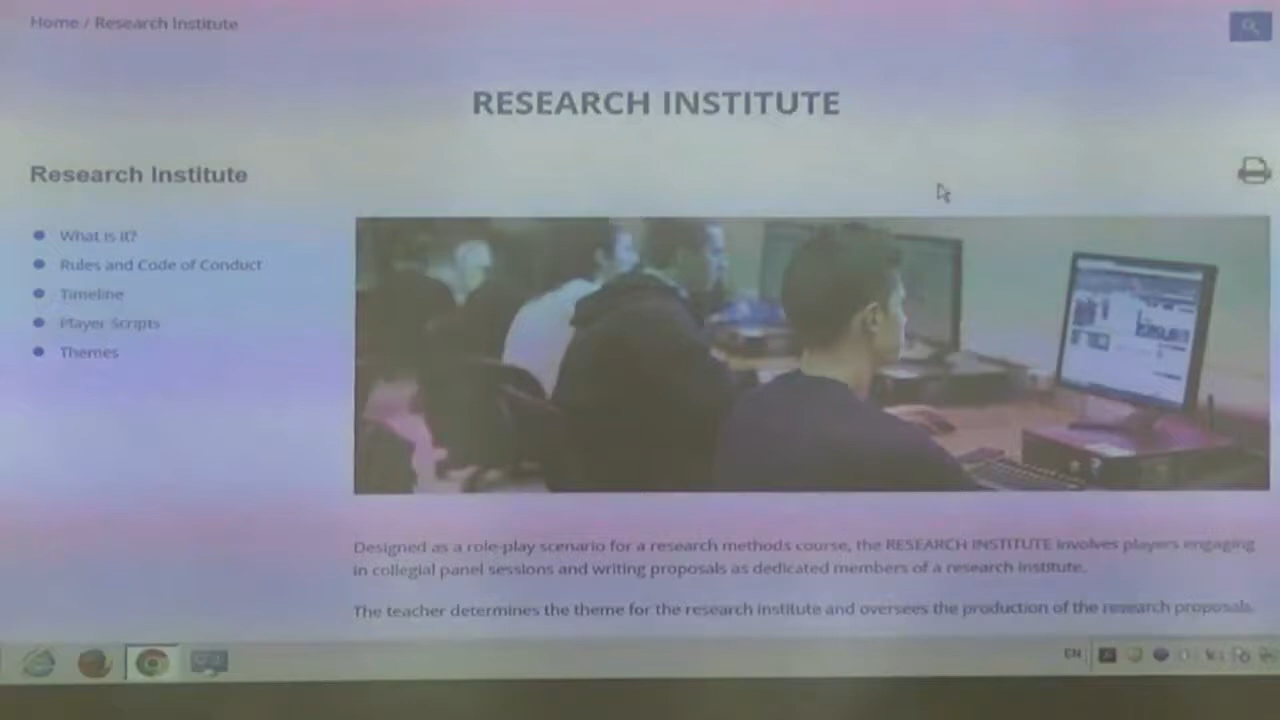 Home / Research Institute
RESEARCH INSTITUTE
Research Institute
What is it?
Rules and Code of Conduct
Timeline
Player Scripts
Themes
Designed as a role-play scenario for a research methods course, the RESEARCH INSTITUTE involves players engaging
in collegial panel sessions and writing proposals as dedicated members of a research institute.
The teacher determines the theme for the research institute and oversees the production of the research proposals.
EN